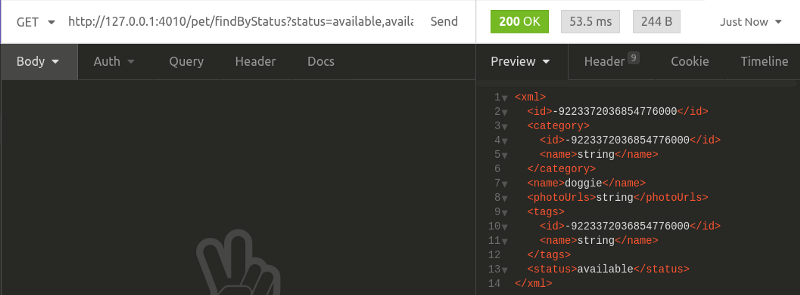 GET http://127.0.0.1:4010/pet/findByStatus?status=available,availa Send 200 OK 53.5 ms 244 B Just Now
Body Auth Query Header Docs Preview Header 9 Cookie Timeline
1 <xml>
2 <id>-9223372036854776000</id>
3 <category>
4 <id>-9223372036854776000</id>
5 <name>string</name>
6 </category>
7 <name>doggie</name>
8 <photoUrls>string</photoUrls>
9 <tags>
10 <id>-9223372036854776000</id>
11 <name>string</name>
12 </tags>
13 <status>available</status>
14 </xml>